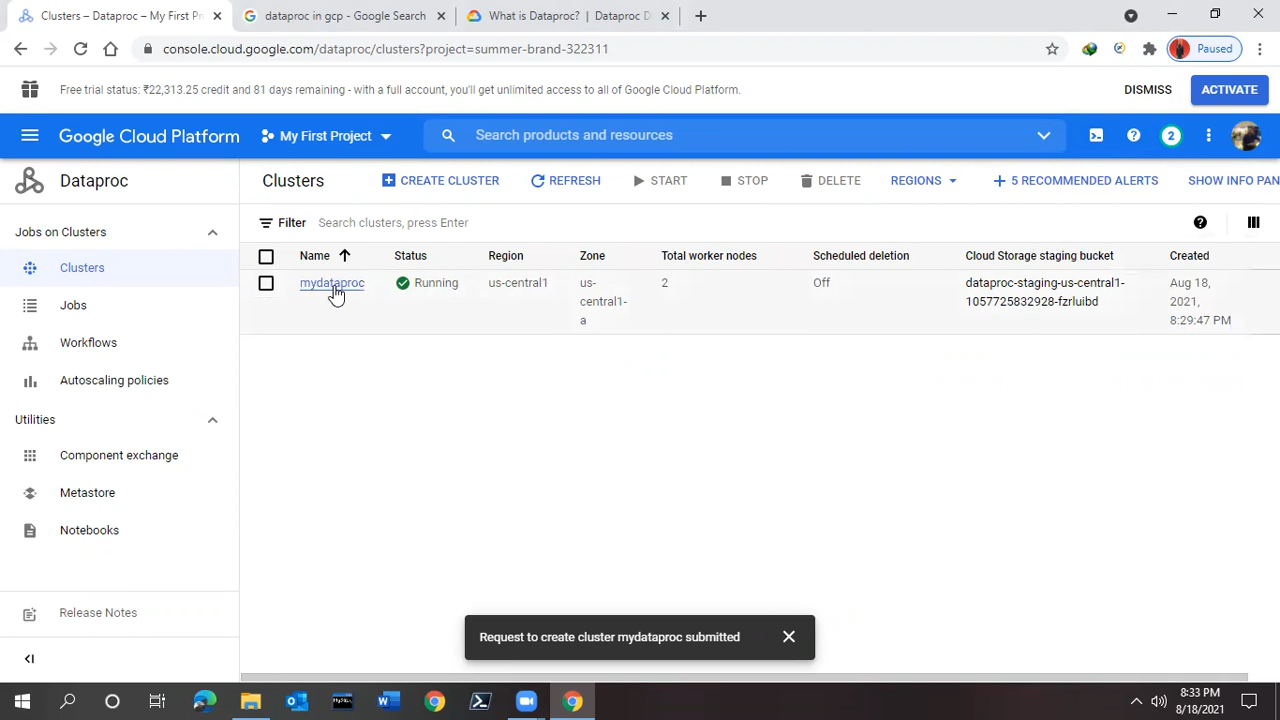 Clusters – Dataproc – My First Pr
dataproc in gcp - Google Search
What is Dataproc? | Dataproc D
console.cloud.google.com/dataproc/clusters?project=summer-brand-322311
Paused
Free trial status: ₹22,313.25 credit and 81 days remaining - with a full account, you'll get unlimited access to all of Google Cloud Platform.
DISMISS
ACTIVATE
Google Cloud Platform
My First Project
Search products and resources
2
Dataproc
Clusters
CREATE CLUSTER
REFRESH
START
STOP
DELETE
REGIONS
5 RECOMMENDED ALERTS
SHOW INFO PAN
Jobs on Clusters
Clusters
Jobs
Workflows
Autoscaling policies
Utilities
Component exchange
Metastore
Notebooks
Release Notes
Filter
Search clusters, press Enter
Name
Status
Region
Zone
Total worker nodes
Scheduled deletion
Cloud Storage staging bucket
Created
mydataproc
Running
us-central1
us-
central1-
a
2
Off
dataproc-staging-us-central1-
1057725832928-fzrluibd
Aug 18,
2021,
8:29:47 PM
Request to create cluster mydataproc submitted
8:33 PM
8/18/2021